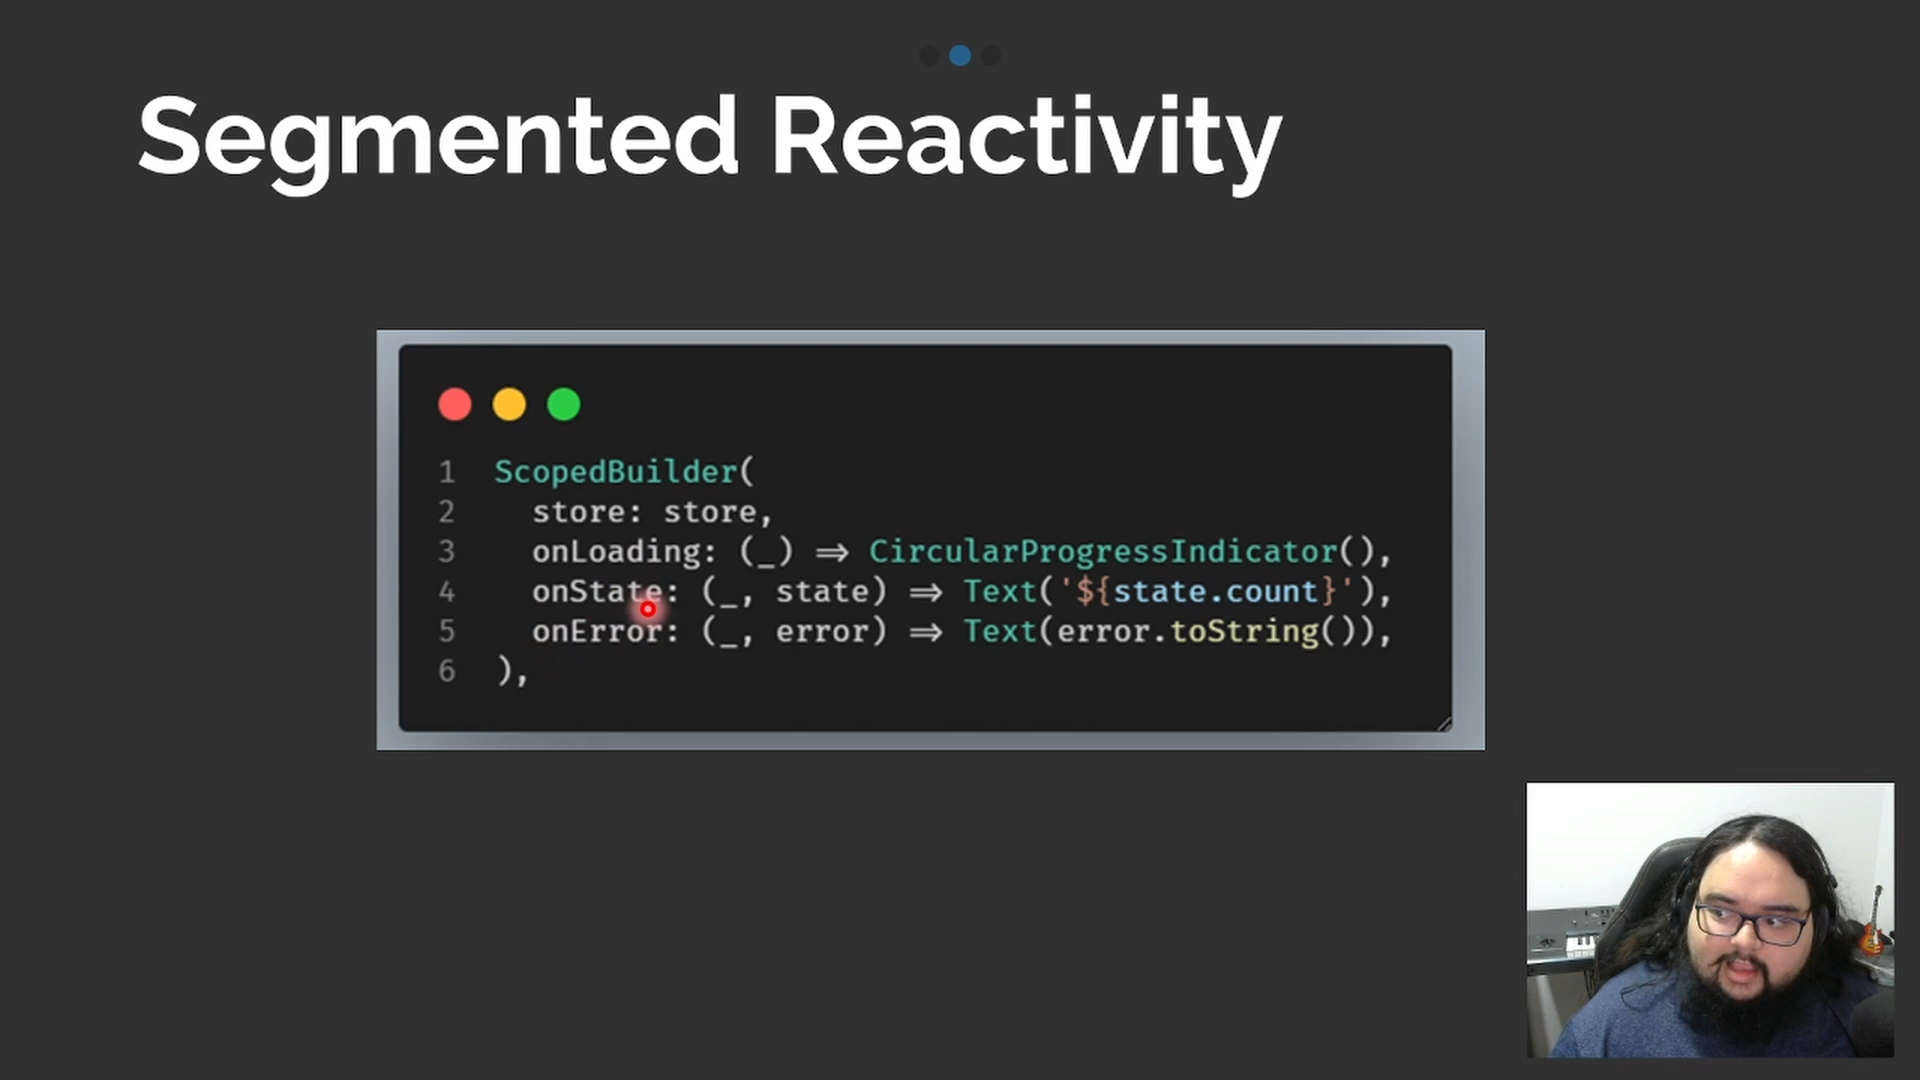 Segmented Reactivity
1 ScopedBuilder(
2 store: store,
3 onLoading: (_) => CircularProgressIndicator(),
4 onState: (_, state) => Text('${state.count}'),
5 onError: (_, error) => Text(error.toString()),
6 ),